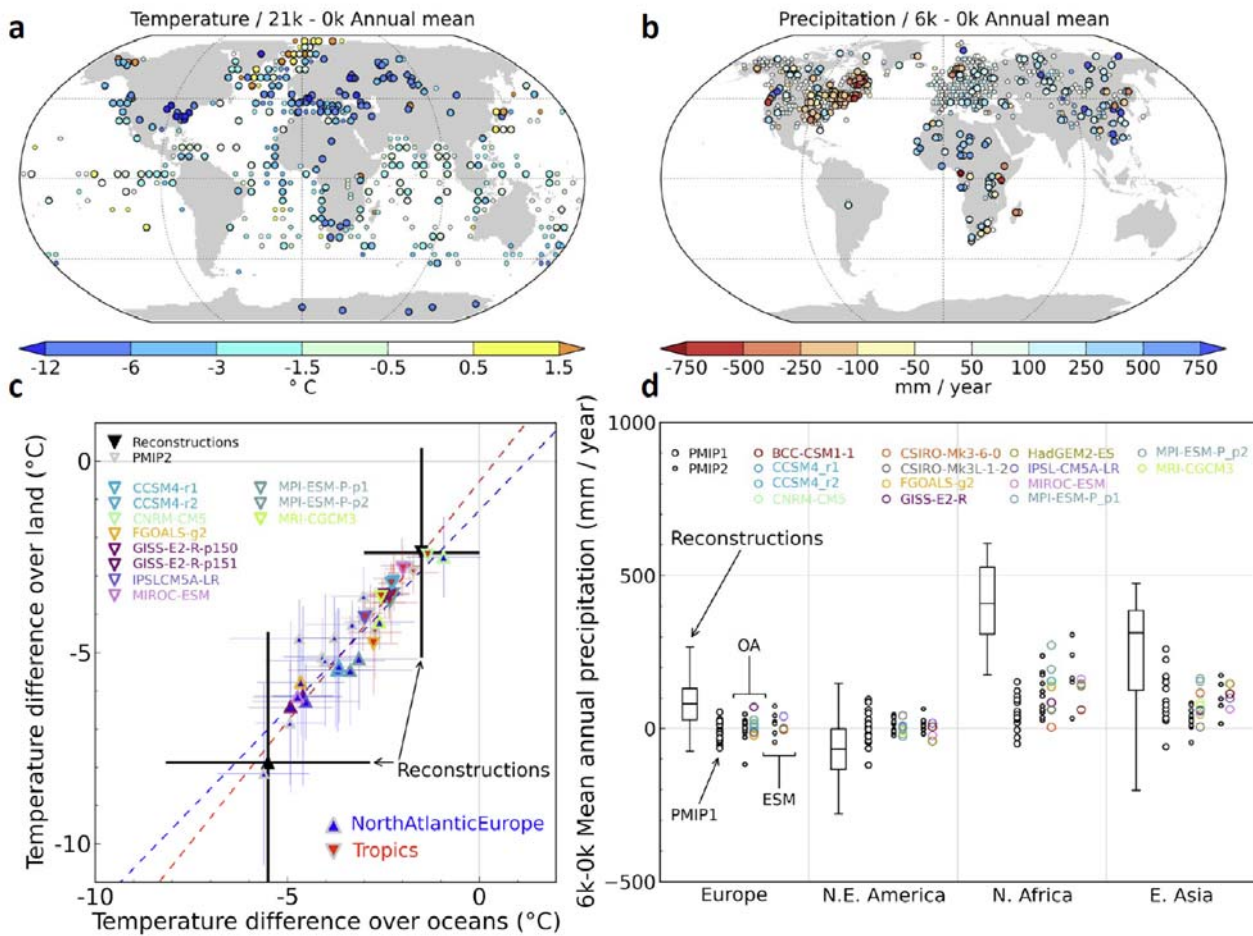 a
Temperature / 21k - 0k Annual mean
-12 -6 -3 -1.5 -0.5 0.5 1.5
° C
b
Precipitation / 6k - 0k Annual mean
-750 -500 -250 -100 -50 50 100 250 500 750
mm / year
c
Temperature difference over land (°C)
0
-5
-10
Reconstructions
PMIP2
CCSM4-r1
CCSM4-r2
CNRM-CM5
FGOALS-g2
GISS-E2-R-p150
GISS-E2-R-p151
IPSLCM5A-LR
MIROC-ESM
MPI-ESM-P-p1
MPI-ESM-P-p2
MRI-CGCM3
Reconstructions
NorthAtlanticEurope
Tropics
-10 -5 0
Temperature difference over oceans (°C)
d
6k-0k Mean annual precipitation (mm / year)
1000
500
0
-500
PMIP1
PMIP2
BCC-CSM1-1
CCSM4_r1
CCSM4_r2
CNRM-CM5
CSIRO-Mk3-6-0
CSIRO-Mk3L-1-2
FGOALS-g2
GISS-E2-R
HadGEM2-ES
IPSL-CM5A-LR
MIROC-ESM
MPI-ESM-P_p1
MPI-ESM-P_p2
MRI-CGCM3
Reconstructions
OA
PMIP1
ESM
Europe N.E. America N. Africa E. Asia